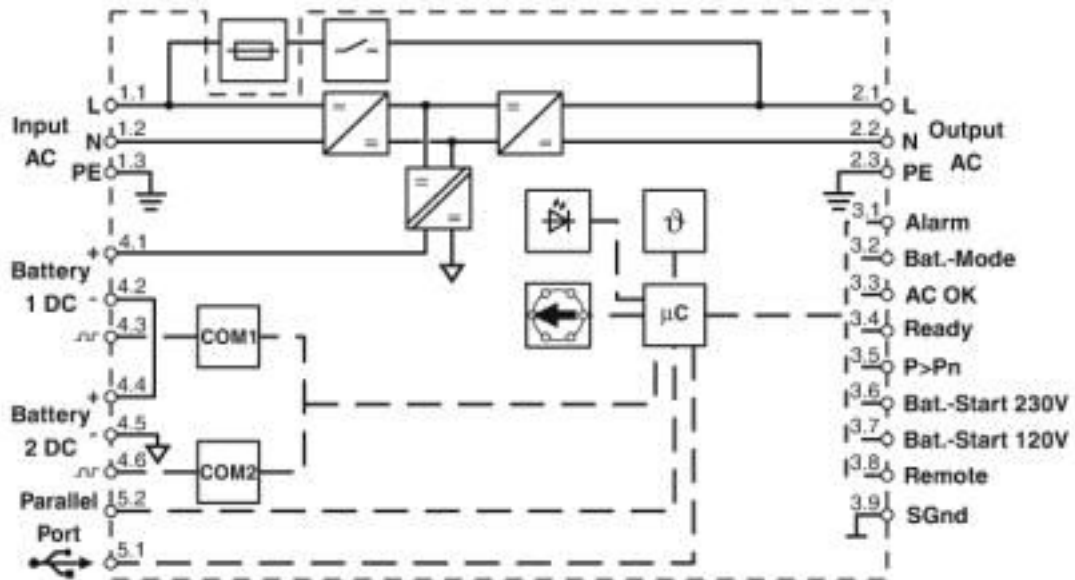 L 1.1
Input AC
N 1.2
PE 1.3
+ 4.1
Battery 1 DC
- 4.2
4.3
COM1
+ 4.4
Battery 2 DC
- 4.5
4.6
COM2
Parallel 5.2
Port
5.1
ϑ
µC
2.1 L
2.2 N
Output AC
2.3 PE
3.1 Alarm
3.2 Bat.-Mode
3.3 AC OK
3.4 Ready
3.5 P>Pn
3.6 Bat.-Start 230V
3.7 Bat.-Start 120V
3.8 Remote
3.9 SGnd